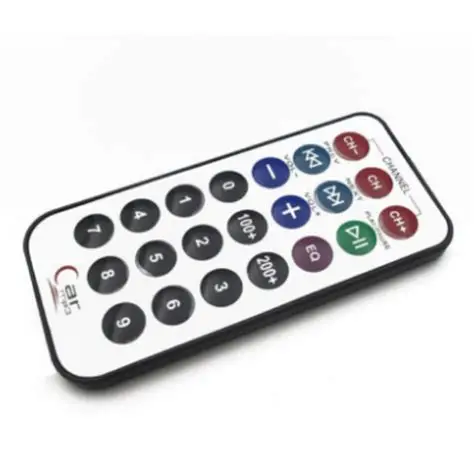 CHANNEL
CH-
CH
CH+
PREV
NEXT
PLAY/PAUSE
VOL-
VOL+
EQ
0
100+
200+
1
2
3
4
5
6
7
8
9
Car
mp3